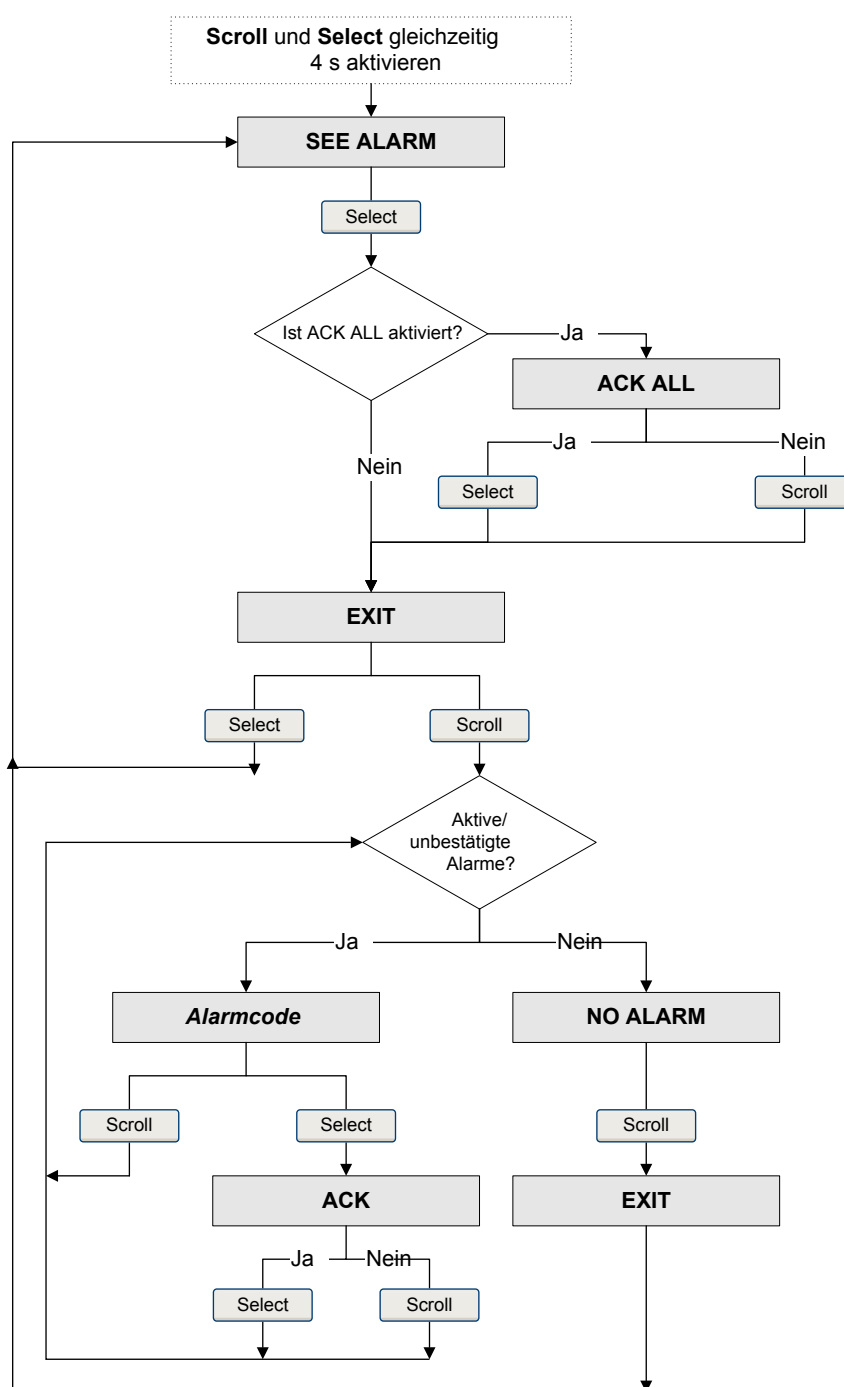 Scroll und Select gleichzeitig
4 s aktivieren
SEE ALARM
Select
Ist ACK ALL aktiviert?
Ja
ACK ALL
Nein
Ja
Nein
Select
Scroll
EXIT
Select
Scroll
Aktive/
unbestätigte
Alarme?
Ja
Nein
Alarmcode
NO ALARM
Scroll
Select
Scroll
ACK
EXIT
Ja
Nein
Select
Scroll